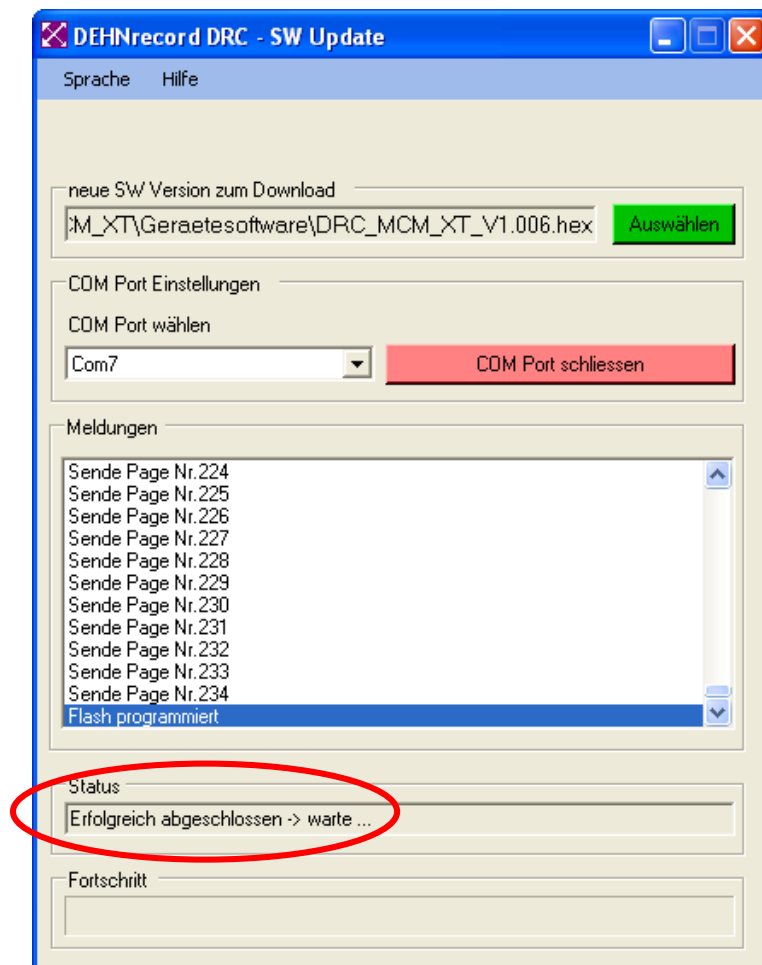 DEHNrecord DRC - SW Update
Sprache Hilfe
neue SW Version zum Download
CM_XT\Geraetesoftware\DRC_MCM_XT_V1.006.hex Auswählen
COM Port Einstellungen
COM Port wählen
Com7 COM Port schliessen
Meldungen
Sende Page Nr.224
Sende Page Nr.225
Sende Page Nr.226
Sende Page Nr.227
Sende Page Nr.228
Sende Page Nr.229
Sende Page Nr.230
Sende Page Nr.231
Sende Page Nr.232
Sende Page Nr.233
Sende Page Nr.234
Flash programmiert
Status
Erfolgreich abgeschlossen -> warte ...
Fortschritt